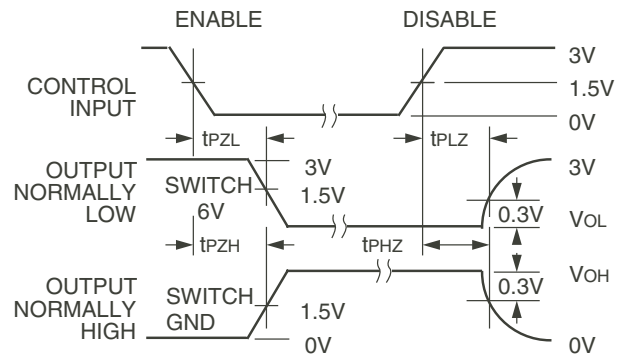 ENABLE DISABLE
3V
CONTROL
INPUT
1.5V
0V
tPZL
tPLZ
OUTPUT
NORMALLY
LOW
SWITCH
6V
3V
1.5V
3V
0.3V
VOL
tPZH
tPHZ
VOH
OUTPUT
NORMALLY
HIGH
SWITCH
GND
1.5V
0V
0.3V
0V